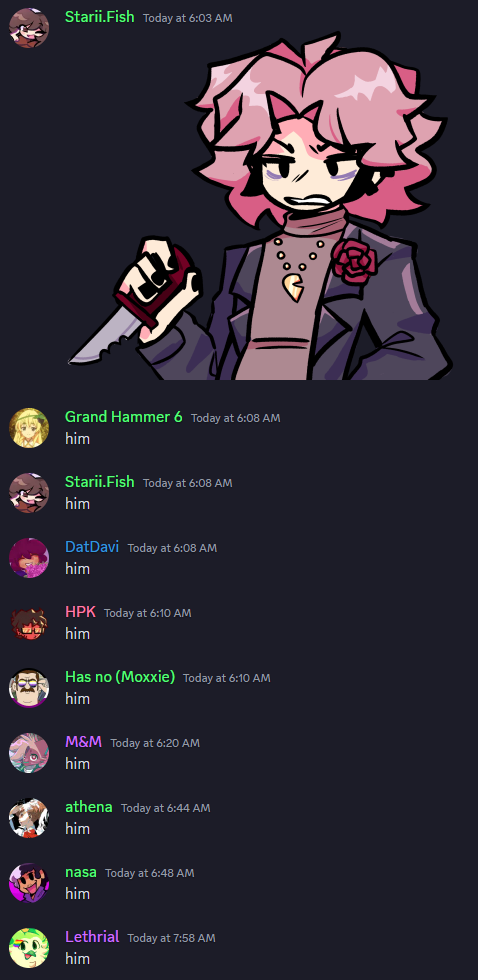 Starii.Fish Today at 6:03 AM
Grand Hammer 6 Today at 6:08 AM
him
Starii.Fish Today at 6:08 AM
him
DatDavi Today at 6:08 AM
him
HPK Today at 6:10 AM
him
Has no (Moxxie) Today at 6:10 AM
him
M&M Today at 6:20 AM
him
athena Today at 6:44 AM
him
nasa Today at 6:48 AM
him
Lethrial Today at 7:58 AM
him